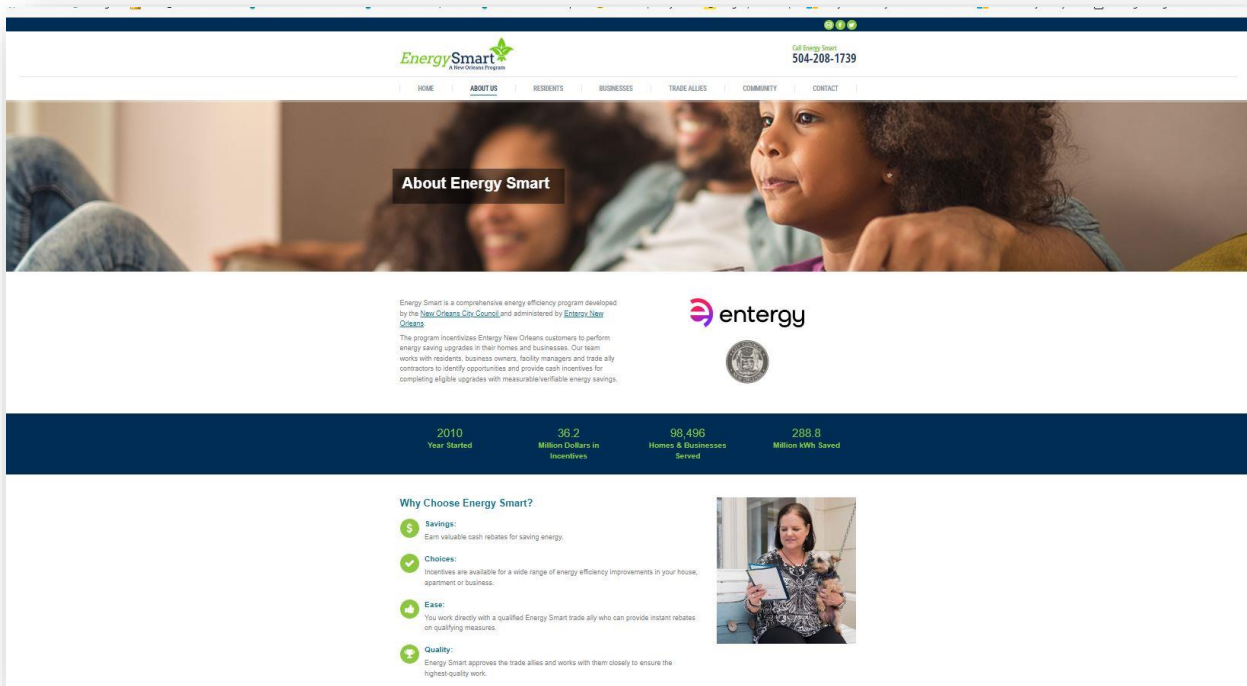 EnergySmart
A New Orleans Program
Call Energy Smart
504-208-1739
HOME ABOUT US RESIDENTS BUSINESSES TRADE ALLIES COMMUNITY CONTACT
About Energy Smart
Energy Smart is a comprehensive energy efficiency program developed
by the New Orleans City Council and administered by Entergy New
Orleans.
The program incentivizes Entergy New Orleans customers to perform
energy saving upgrades in their homes and businesses. Our team
works with residents, business owners, facility managers and trade ally
contractors to identify opportunities and provide cash incentives for
completing eligible upgrades with measurable/verifiable energy savings.
entergy
2010 36.2 98,496 288.8
Year Started Million Dollars in Homes & Businesses Million kWh Saved
Incentives Served
Why Choose Energy Smart?
Savings:
Earn valuable cash rebates for saving energy.
Choices:
Incentives are available for a wide range of energy efficiency improvements in your house,
apartment or business.
Ease:
You work directly with a qualified Energy Smart trade ally who can provide instant rebates
on qualifying measures.
Quality:
Energy Smart approves the trade allies and works with them closely to ensure the
highest-quality work.